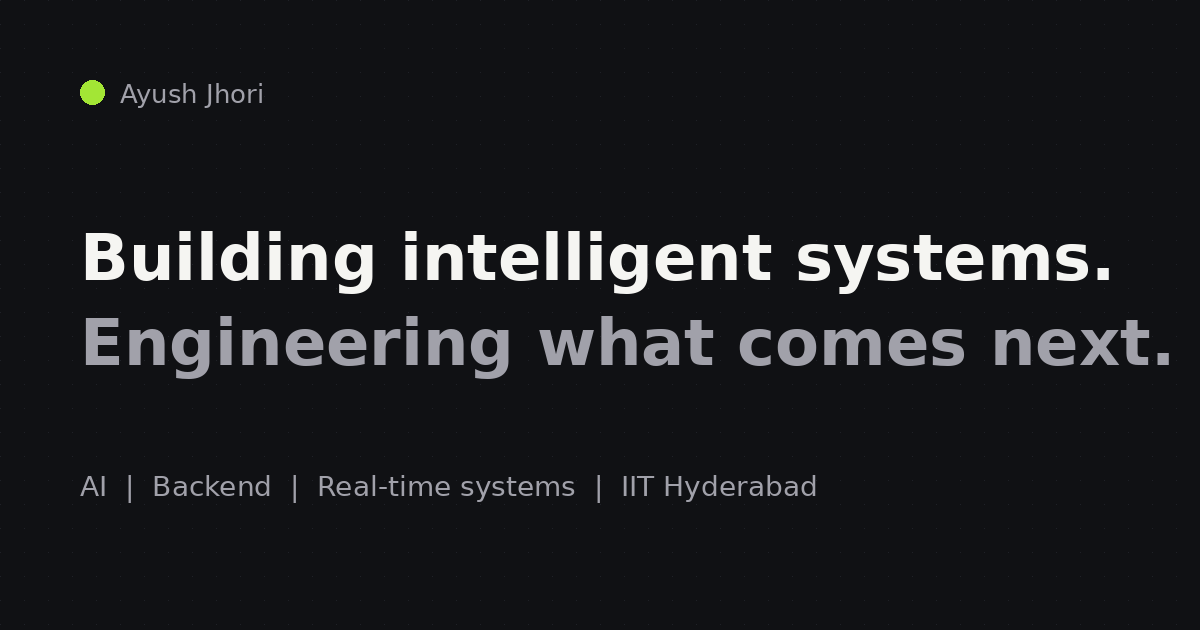 Ayush Jhori
Building intelligent systems.
Engineering what comes next.
AI | Backend | Real-time systems | IIT Hyderabad